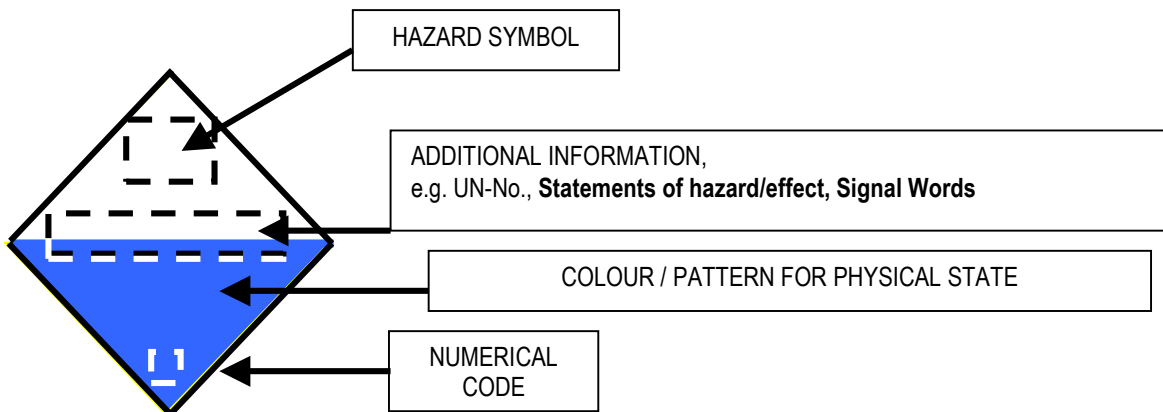 HAZARD SYMBOL
ADDITIONAL INFORMATION,
e.g. UN-No., Statements of hazard/effect, Signal Words
COLOUR / PATTERN FOR PHYSICAL STATE
NUMERICAL
CODE